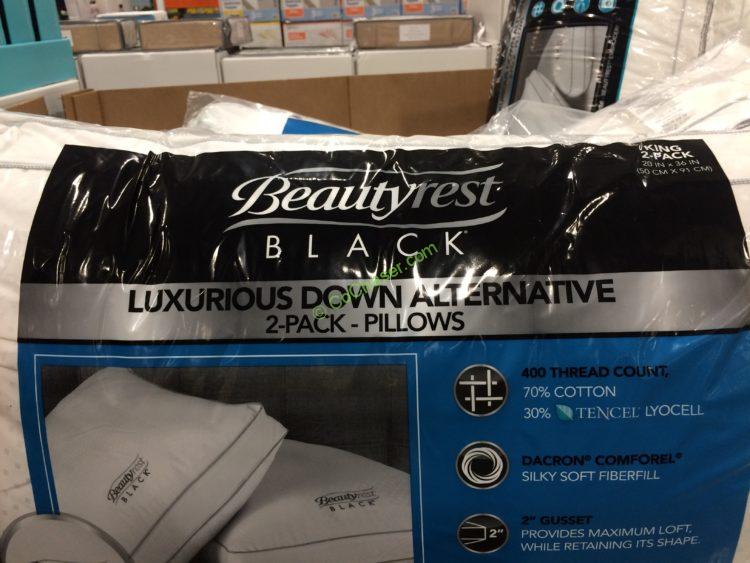 KING
2-PACK
20 IN x 36 IN
(50 CM X 91 CM)
Beautyrest
BLACK®
© CoChaser.com
LUXURIOUS DOWN ALTERNATIVE
2-PACK - PILLOWS
400 THREAD COUNT,
70% COTTON
30% TENCEL® LYOCELL
DACRON® COMFOREL®
SILKY SOFT FIBERFILL
2" GUSSET
2"
PROVIDES MAXIMUM LOFT,
WHILE RETAINING ITS SHAPE.
Beautyrest
BLACK
Beautyrest
BLACK